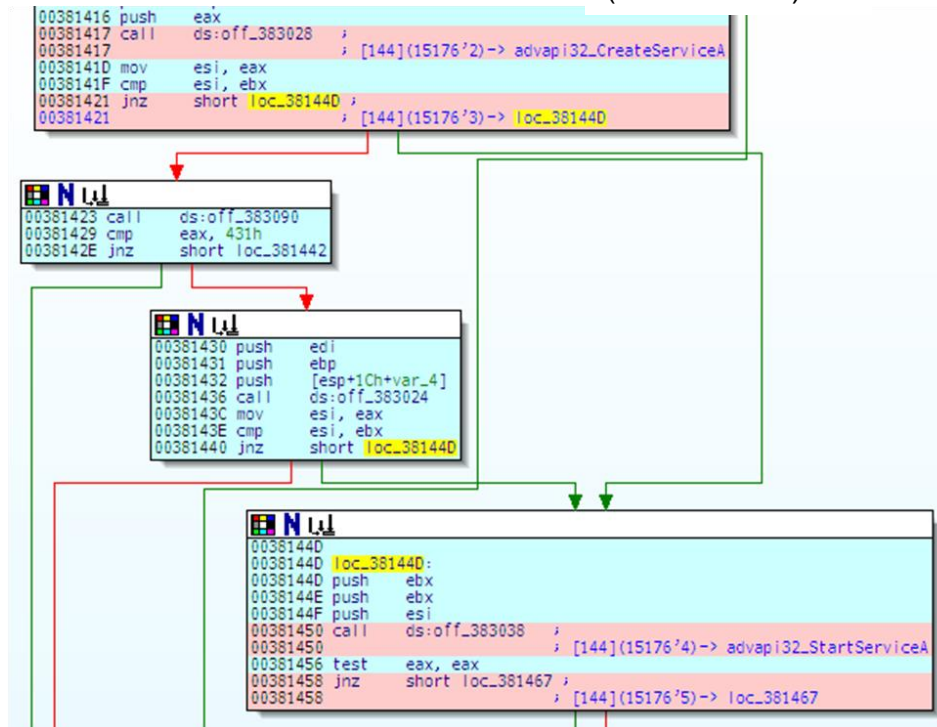 00381416 push eax
00381417 call ds:off_383028 ;
00381417 ; [144](15176'2)-> advapi32_CreateServiceA
0038141D mov esi, eax
0038141F cmp esi, ebx
00381421 jnz short loc_38144D ;
00381421 ; [144](15176'3)-> loc_38144D
00381423 call ds:off_383090
00381429 cmp eax, 431h
0038142E jnz short loc_381442
00381430 push edi
00381431 push ebp
00381432 push [esp+1Ch+var_4]
00381436 call ds:off_383024
0038143C mov esi, eax
0038143E cmp esi, ebx
00381440 jnz short loc_38144D
0038144D
0038144D loc_38144D:
0038144D push ebx
0038144E push ebx
0038144F push esi
00381450 call ds:off_383038 ;
00381450 ; [144](15176'4)-> advapi32_StartServiceA
00381456 test eax, eax
00381458 jnz short loc_381467 ;
00381458 ; [144](15176'5)-> loc_381467